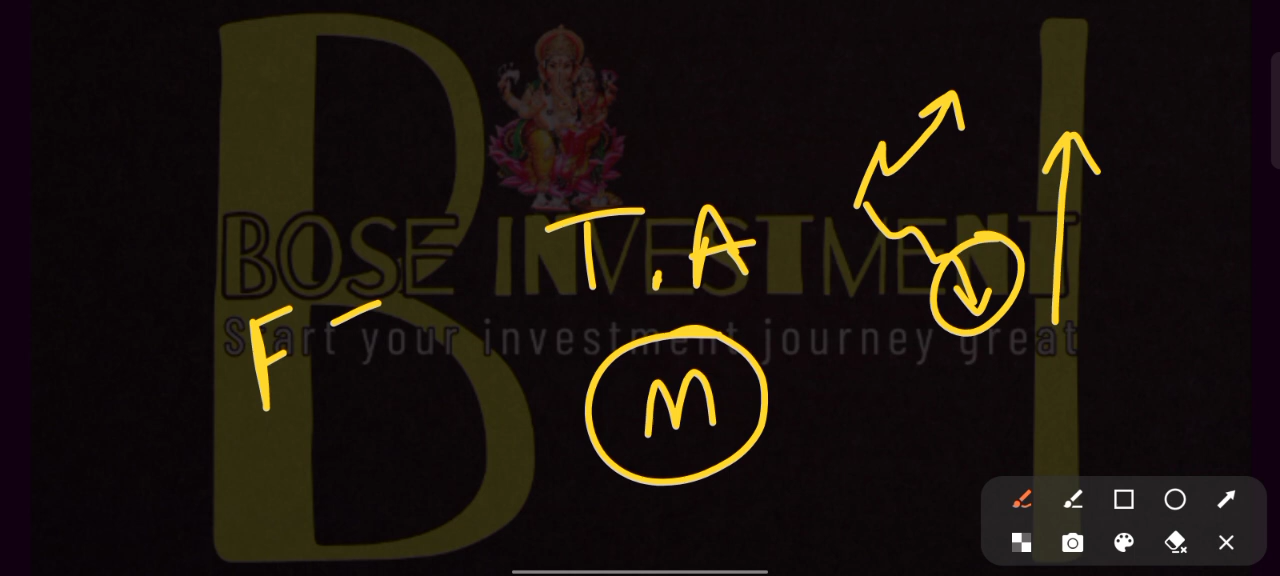 B I
BOSE INVESTMENT
Start your investment journey great
T.A
F -
M